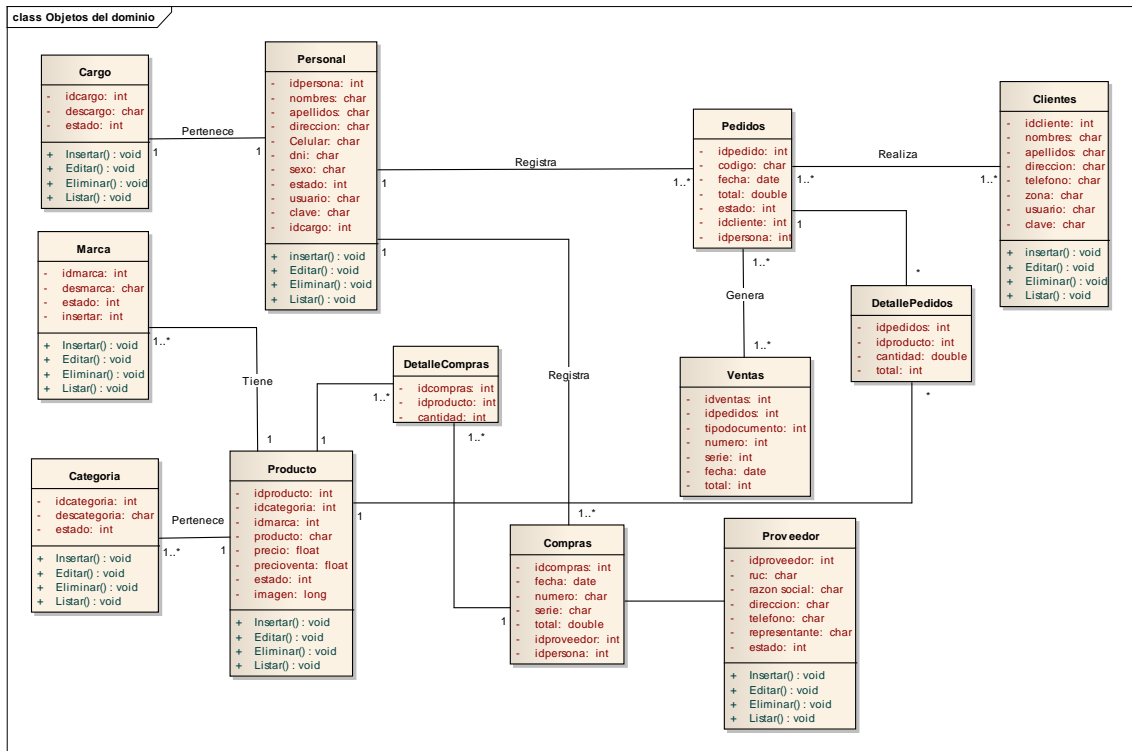 class Objetos del dominio
Cargo
- idcargo: int
- descargo: char
- estado: int
+ Insertar() : void
+ Editar() : void
+ Eliminar() : void
+ Listar() : void
Pertenece
1
1
Personal
- idpersona: int
- nombres: char
- apellidos: char
- direccion: char
- Celular: char
- dni: char
- sexo: char
- estado: int
- usuario: char
- clave: char
- idcargo: int
+ insertar() : void
+ Editar() : void
+ Eliminar() : void
+ Listar() : void
Registra
1
1..*
Pedidos
- idpedido: int
- codigo: char
- fecha: date
- total: double
- estado: int
- idcliente: int
- idpersona: int
Realiza
1..*
1..*
Clientes
- idcliente: int
- nombres: char
- apellidos: char
- direccion: char
- telefono: char
- zona: char
- usuario: char
- clave: char
+ insertar() : void
+ Editar() : void
+ Eliminar() : void
+ Listar() : void
Marca
- idmarca: int
- desmarca: char
- estado: int
- insertar: int
+ Insertar() : void
+ Editar() : void
+ Eliminar() : void
+ Listar() : void
1..*
Tiene
1
1
Registra
1..*
1..*
Genera
1..*
1
*
DetallePedidos
- idpedidos: int
- idproducto: int
- cantidad: double
- total: int
*
1
DetalleCompras
- idcompras: int
- idproducto: int
- cantidad: int
1..*
1
1..*
1
Ventas
- idventas: int
- idpedidos: int
- tipodocumento: int
- numero: int
- serie: int
- fecha: date
- total: int
Categoria
- idcategoria: int
- descategoria: char
- estado: int
+ Insertar() : void
+ Editar() : void
+ Eliminar() : void
+ Listar() : void
Pertenece
1..*
1
Producto
- idproducto: int
- idcategoria: int
- idmarca: int
- producto: char
- precio: float
- precioventa: float
- estado: int
- imagen: long
+ Insertar() : void
+ Editar() : void
+ Eliminar() : void
+ Listar() : void
Compras
- idcompras: int
- fecha: date
- numero: char
- serie: char
- total: double
- idproveedor: int
- idpersona: int
Proveedor
- idproveedor: int
- ruc: char
- razon social: char
- direccion: char
- telefono: char
- representante: char
- estado: int
+ Insertar() : void
+ Editar() : void
+ Eliminar() : void
+ Listar() : void